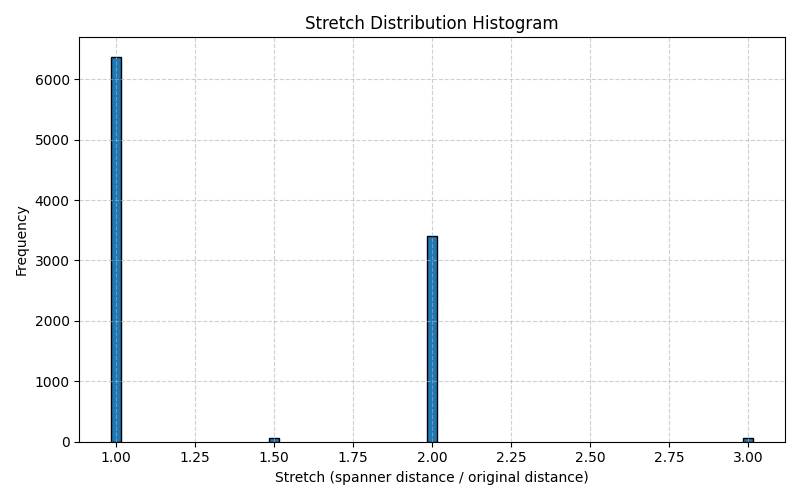 Stretch Distribution Histogram
Frequency
6000
5000
4000
3000
2000
1000
0
1.00 1.25 1.50 1.75 2.00 2.25 2.50 2.75 3.00
Stretch (spanner distance / original distance)